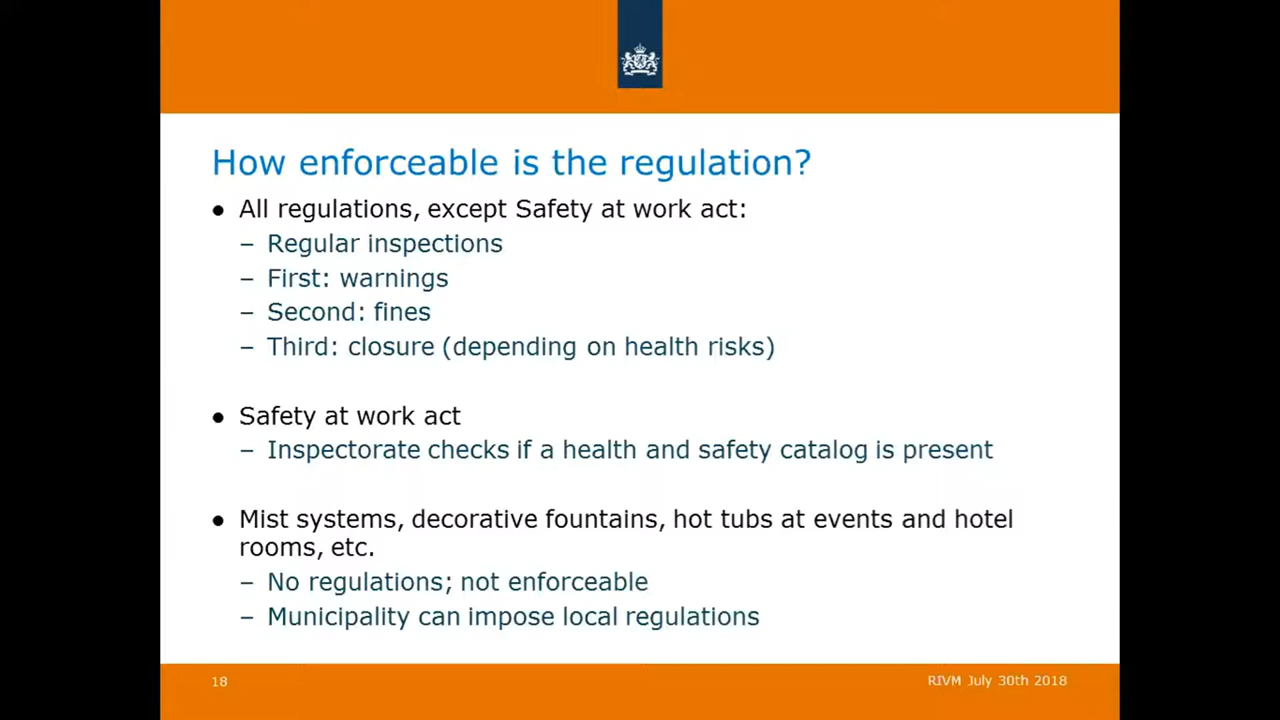 How enforceable is the regulation?
● All regulations, except Safety at work act:
– Regular inspections
– First: warnings
– Second: fines
– Third: closure (depending on health risks)
● Safety at work act
– Inspectorate checks if a health and safety catalog is present
● Mist systems, decorative fountains, hot tubs at events and hotel
rooms, etc.
– No regulations; not enforceable
– Municipality can impose local regulations
18
RIVM July 30th 2018